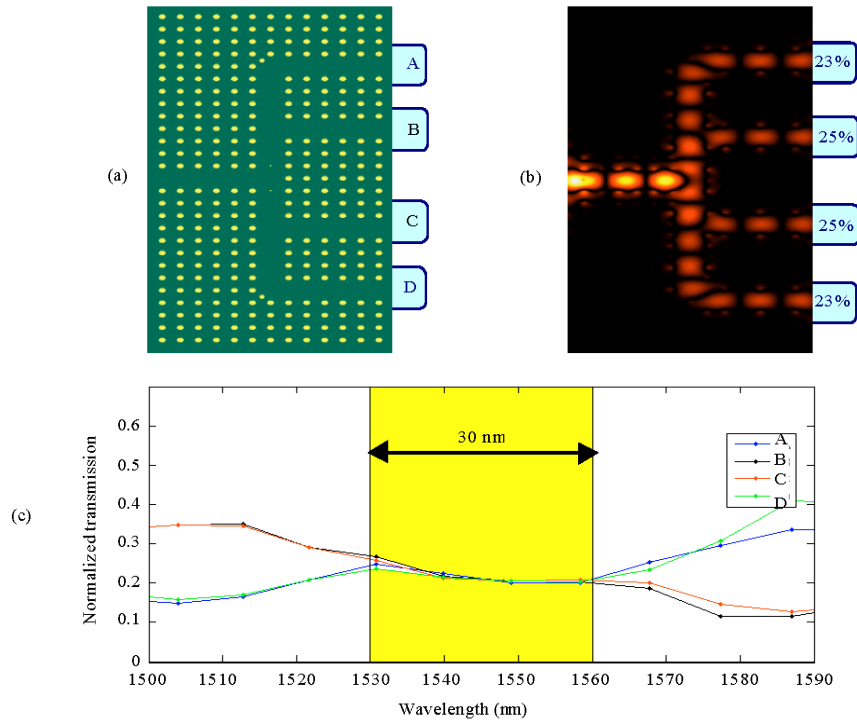 A
B
(a)
C
D
23%
25%
(b)
25%
23%
(c)
Normalized transmission
0.6
0.5
0.4
0.3
0.2
0.1
0
30 nm
A
B
C
D
1500
1510
1520
1530
1540
1550
1560
1570
1580
1590
Wavelength (nm)